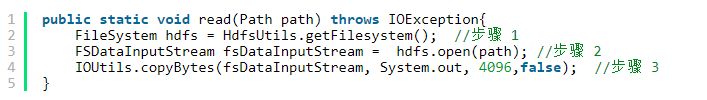 1 public static void read(Path path) throws IOException{
2 FileSystem hdfs = HdfsUtils.getFilesystem(); //步骤 1
3 FSDataInputStream fsDataInputStream = hdfs.open(path); //步骤 2
4 IOUtils.copyBytes(fsDataInputStream, System.out, 4096,false); //步骤 3
5 }